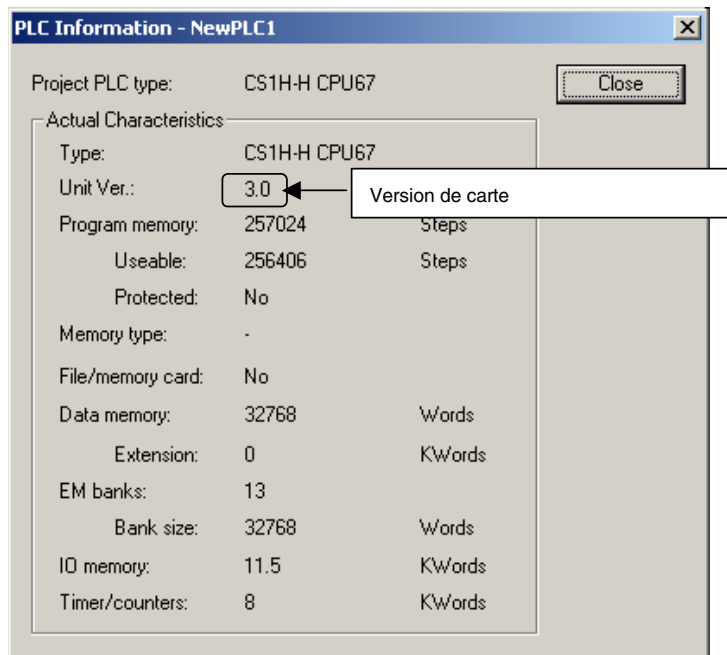 PLC Information - NewPLC1
Project PLC type: CS1H-H CPU67 Close
Actual Characteristics
Type: CS1H-H CPU67
Unit Ver.: 3.0 Version de carte
Program memory: 257024 Steps
Useable: 256406 Steps
Protected: No
Memory type: -
File/memory card: No
Data memory: 32768 Words
Extension: 0 KWords
EM banks: 13
Bank size: 32768 Words
IO memory: 11.5 KWords
Timer/counters: 8 KWords